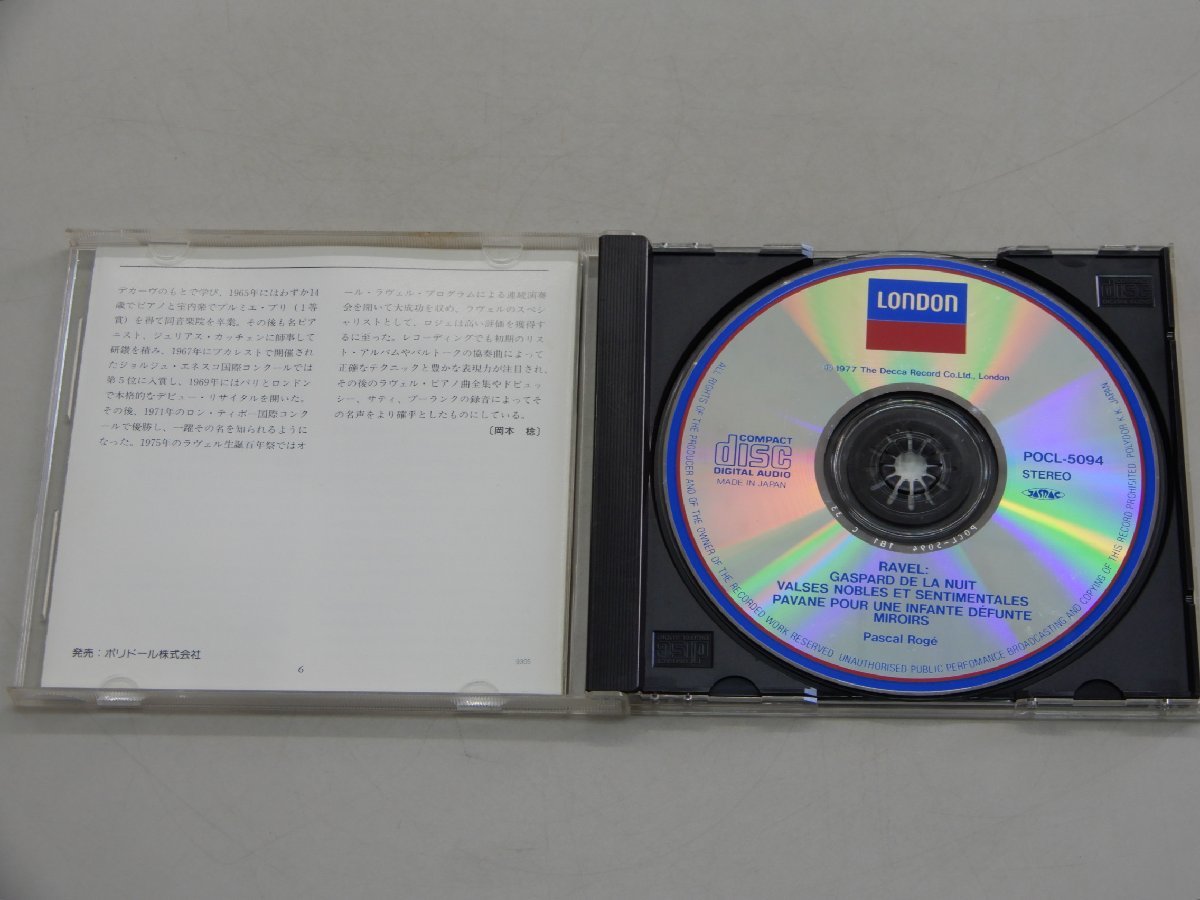 デカーヴのもとで学び、1965年にはわずか14
歳でピアノと室内楽でプルミエ・プリ(1等
賞)を得て同音楽院を卒業。その後も名ピア
ニスト、ジュリアス・カッチェンに師事して
研鑽を積み、1967年にブカレストで開催され
たジョルジュ・エネスコ国際コンクールでは
第5位に入賞し、1969年にはパリとロンドン
で本格的なデビュー・リサイタルを開いた。
その後、1971年のロン・ティボー国際コンク
ールで優勝し、一躍その名を知られるように
なった。1975年のラヴェル生誕百年祭ではオ
ール・ラヴェル・プログラムによる連続演奏
会を開いて大成功を収め、ラヴェルのスペシ
ャリストとして、ロジェは高い評価を獲得す
るに至った。レコーディングでも初期のリス
ト・アルバムやバルトークの協奏曲によって
正確なテクニックと豊かな表現力が注目され、
その後のラヴェル・ピアノ曲全集やドビュッ
シー、サティ、プーランクの録音によってそ
の名声をより確乎としたものにしている。
〔岡本 稔〕
発売:ポリドール株式会社
6
9305
LONDON
℗ 1977 The Decca Record Co.Ltd., London
COMPACT
disc
DIGITAL AUDIO
MADE IN JAPAN
POCL-5094
STEREO
JASRAC
POCL-5094 1B1
RAVEL:
GASPARD DE LA NUIT
VALSES NOBLES ET SENTIMENTALES
PAVANE POUR UNE INFANTE DÉFUNTE
MIROIRS
Pascal Rogé
ALL RIGHTS OF THE PRODUCER AND OF THE OWNER OF THE RECORDED WORK RESERVED. UNAUTHORISED PUBLIC PERFOMANCE BROADCASTING AND COPYING OF THIS RECORD PROHIBITED. POLYDOR K.K. JAPAN
disc
disc